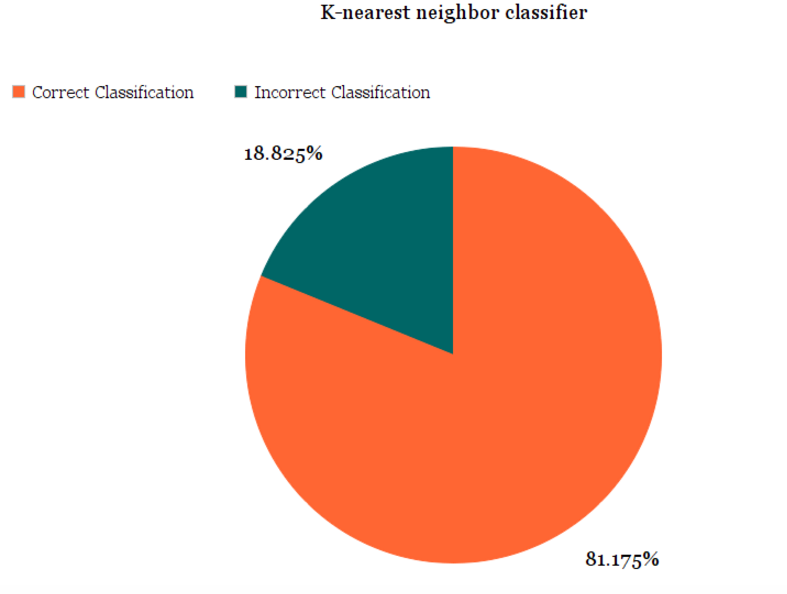 K-nearest neighbor classifier
Correct Classification Incorrect Classification
18.825%
81.175%